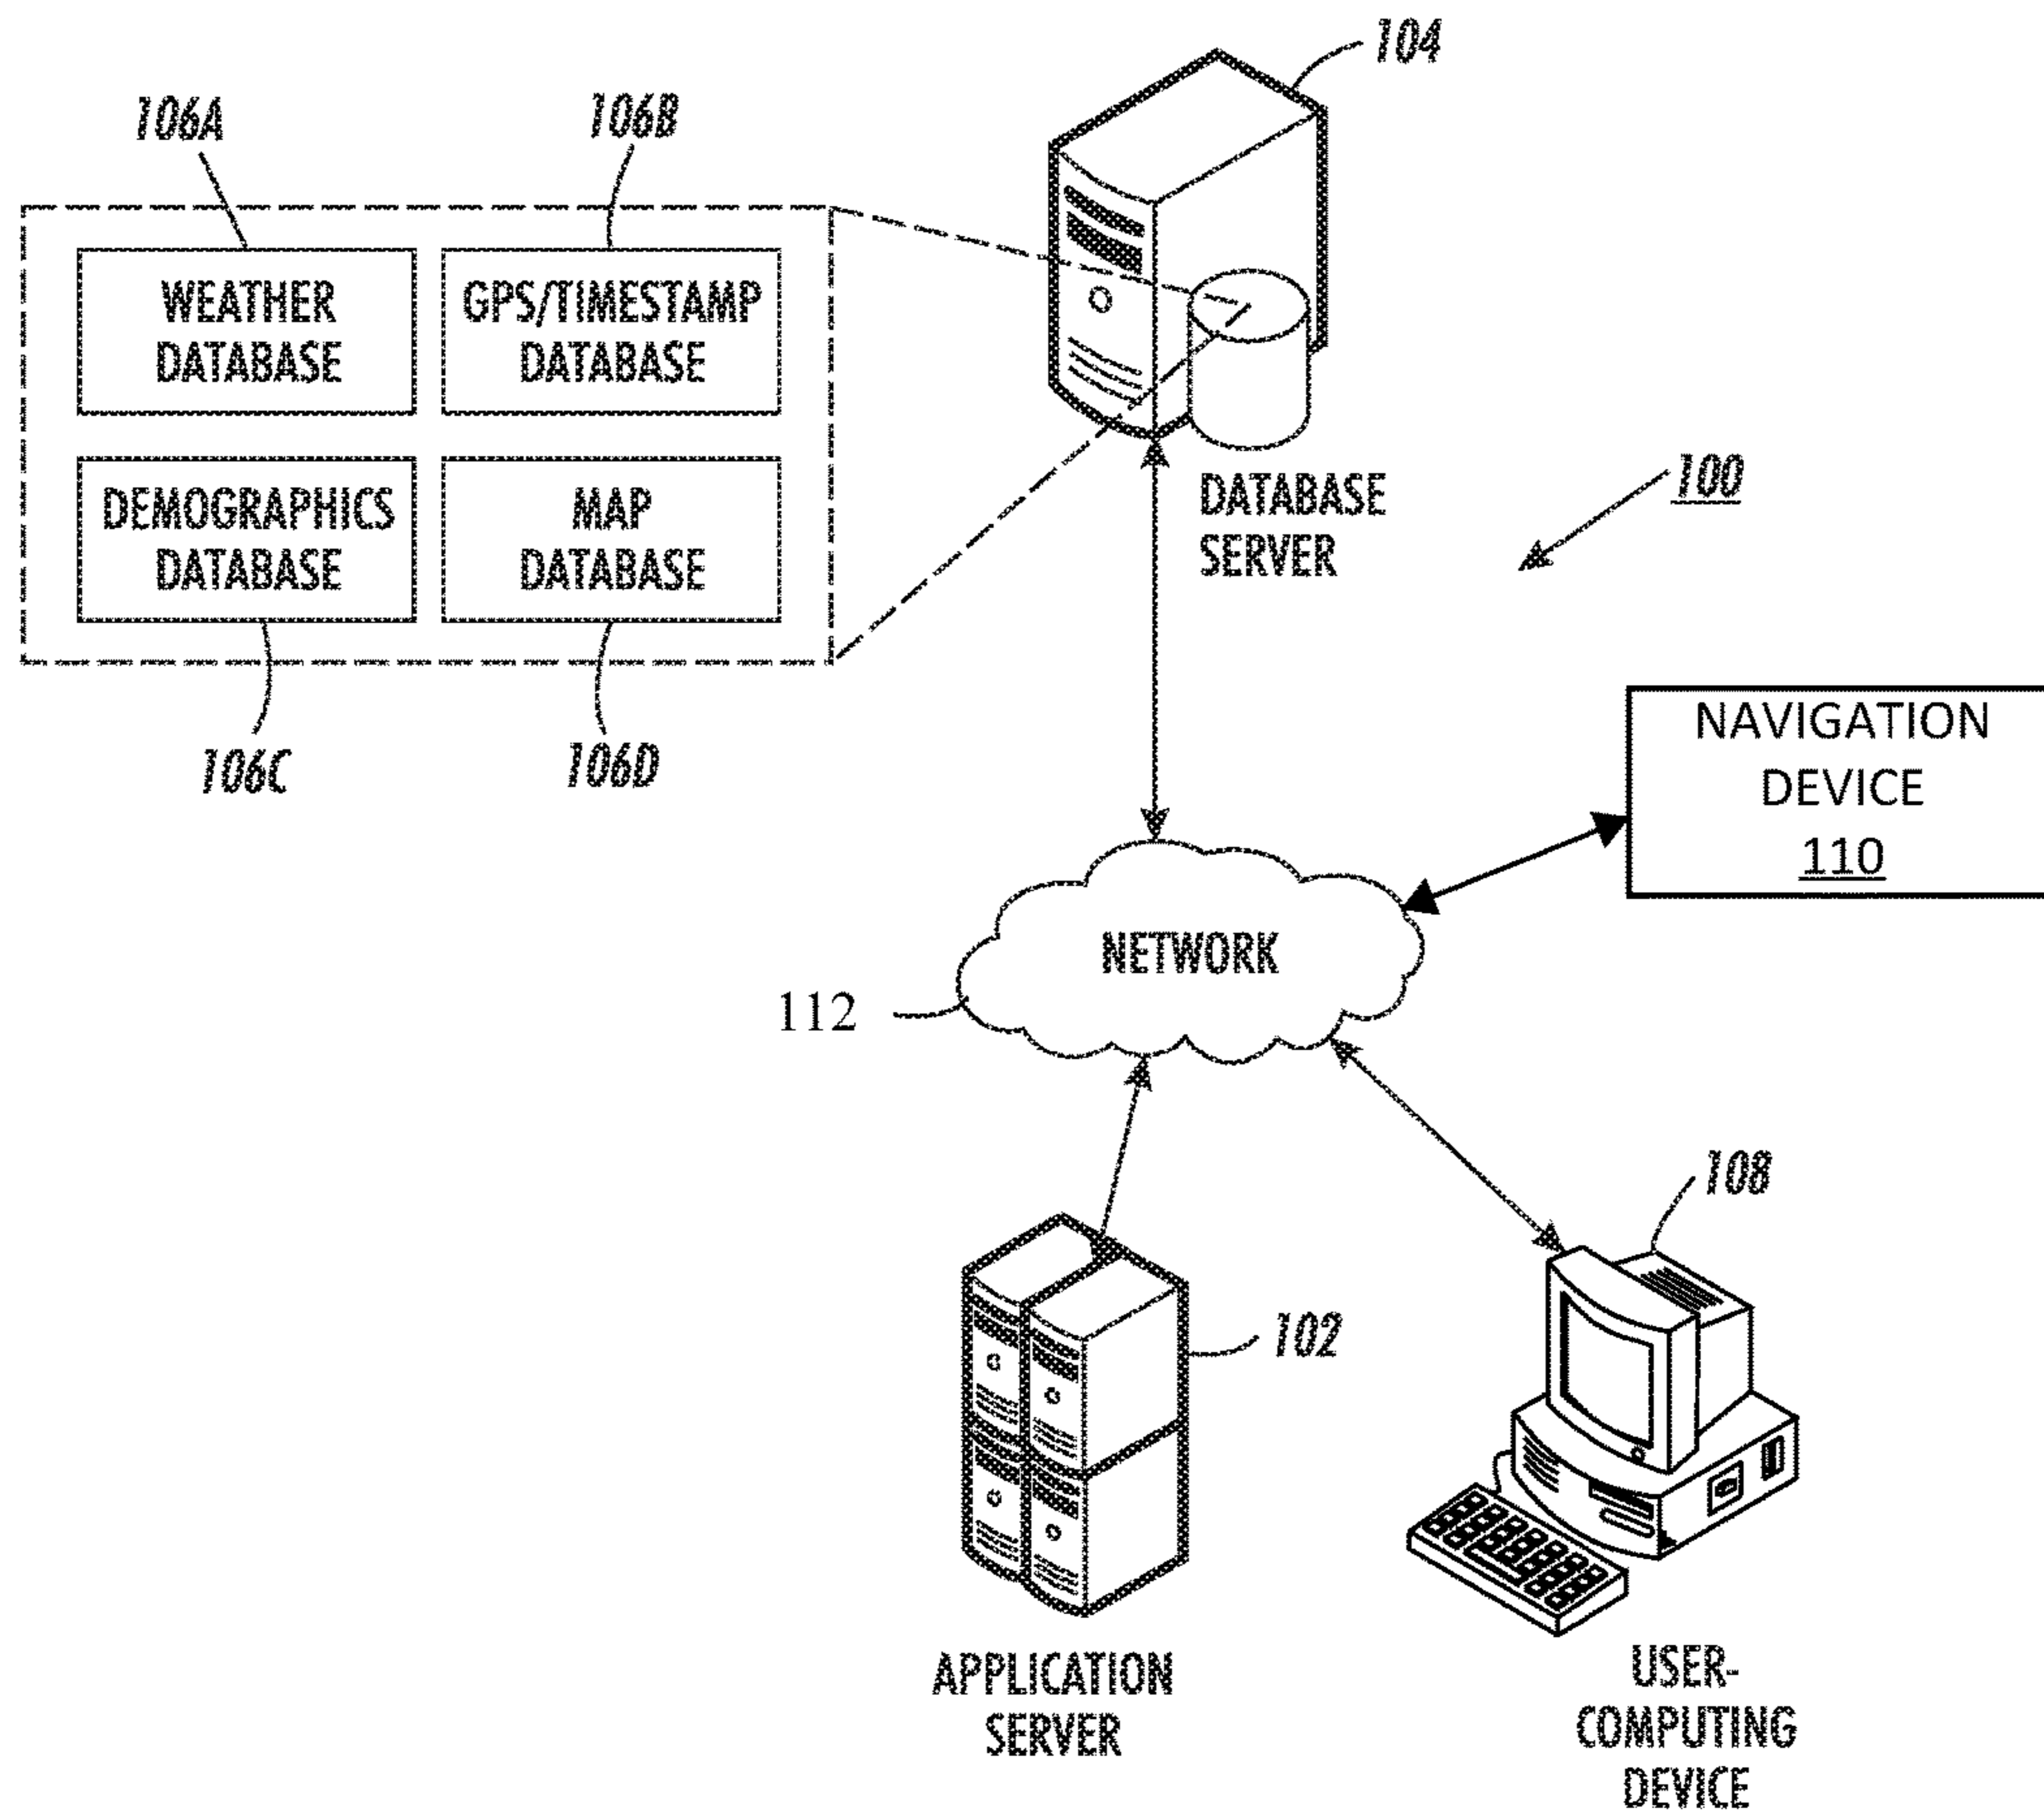 104
106A
106B
WEATHER
DATABASE
GPS/TIMESTAMP
DATABASE
DEMOGRAPHICS
DATABASE
MAP
DATABASE
106C
106D
DATABASE
SERVER
100
NAVIGATION
DEVICE
110
NETWORK
112
108
102
APPLICATION
SERVER
USER-
COMPUTING
DEVICE